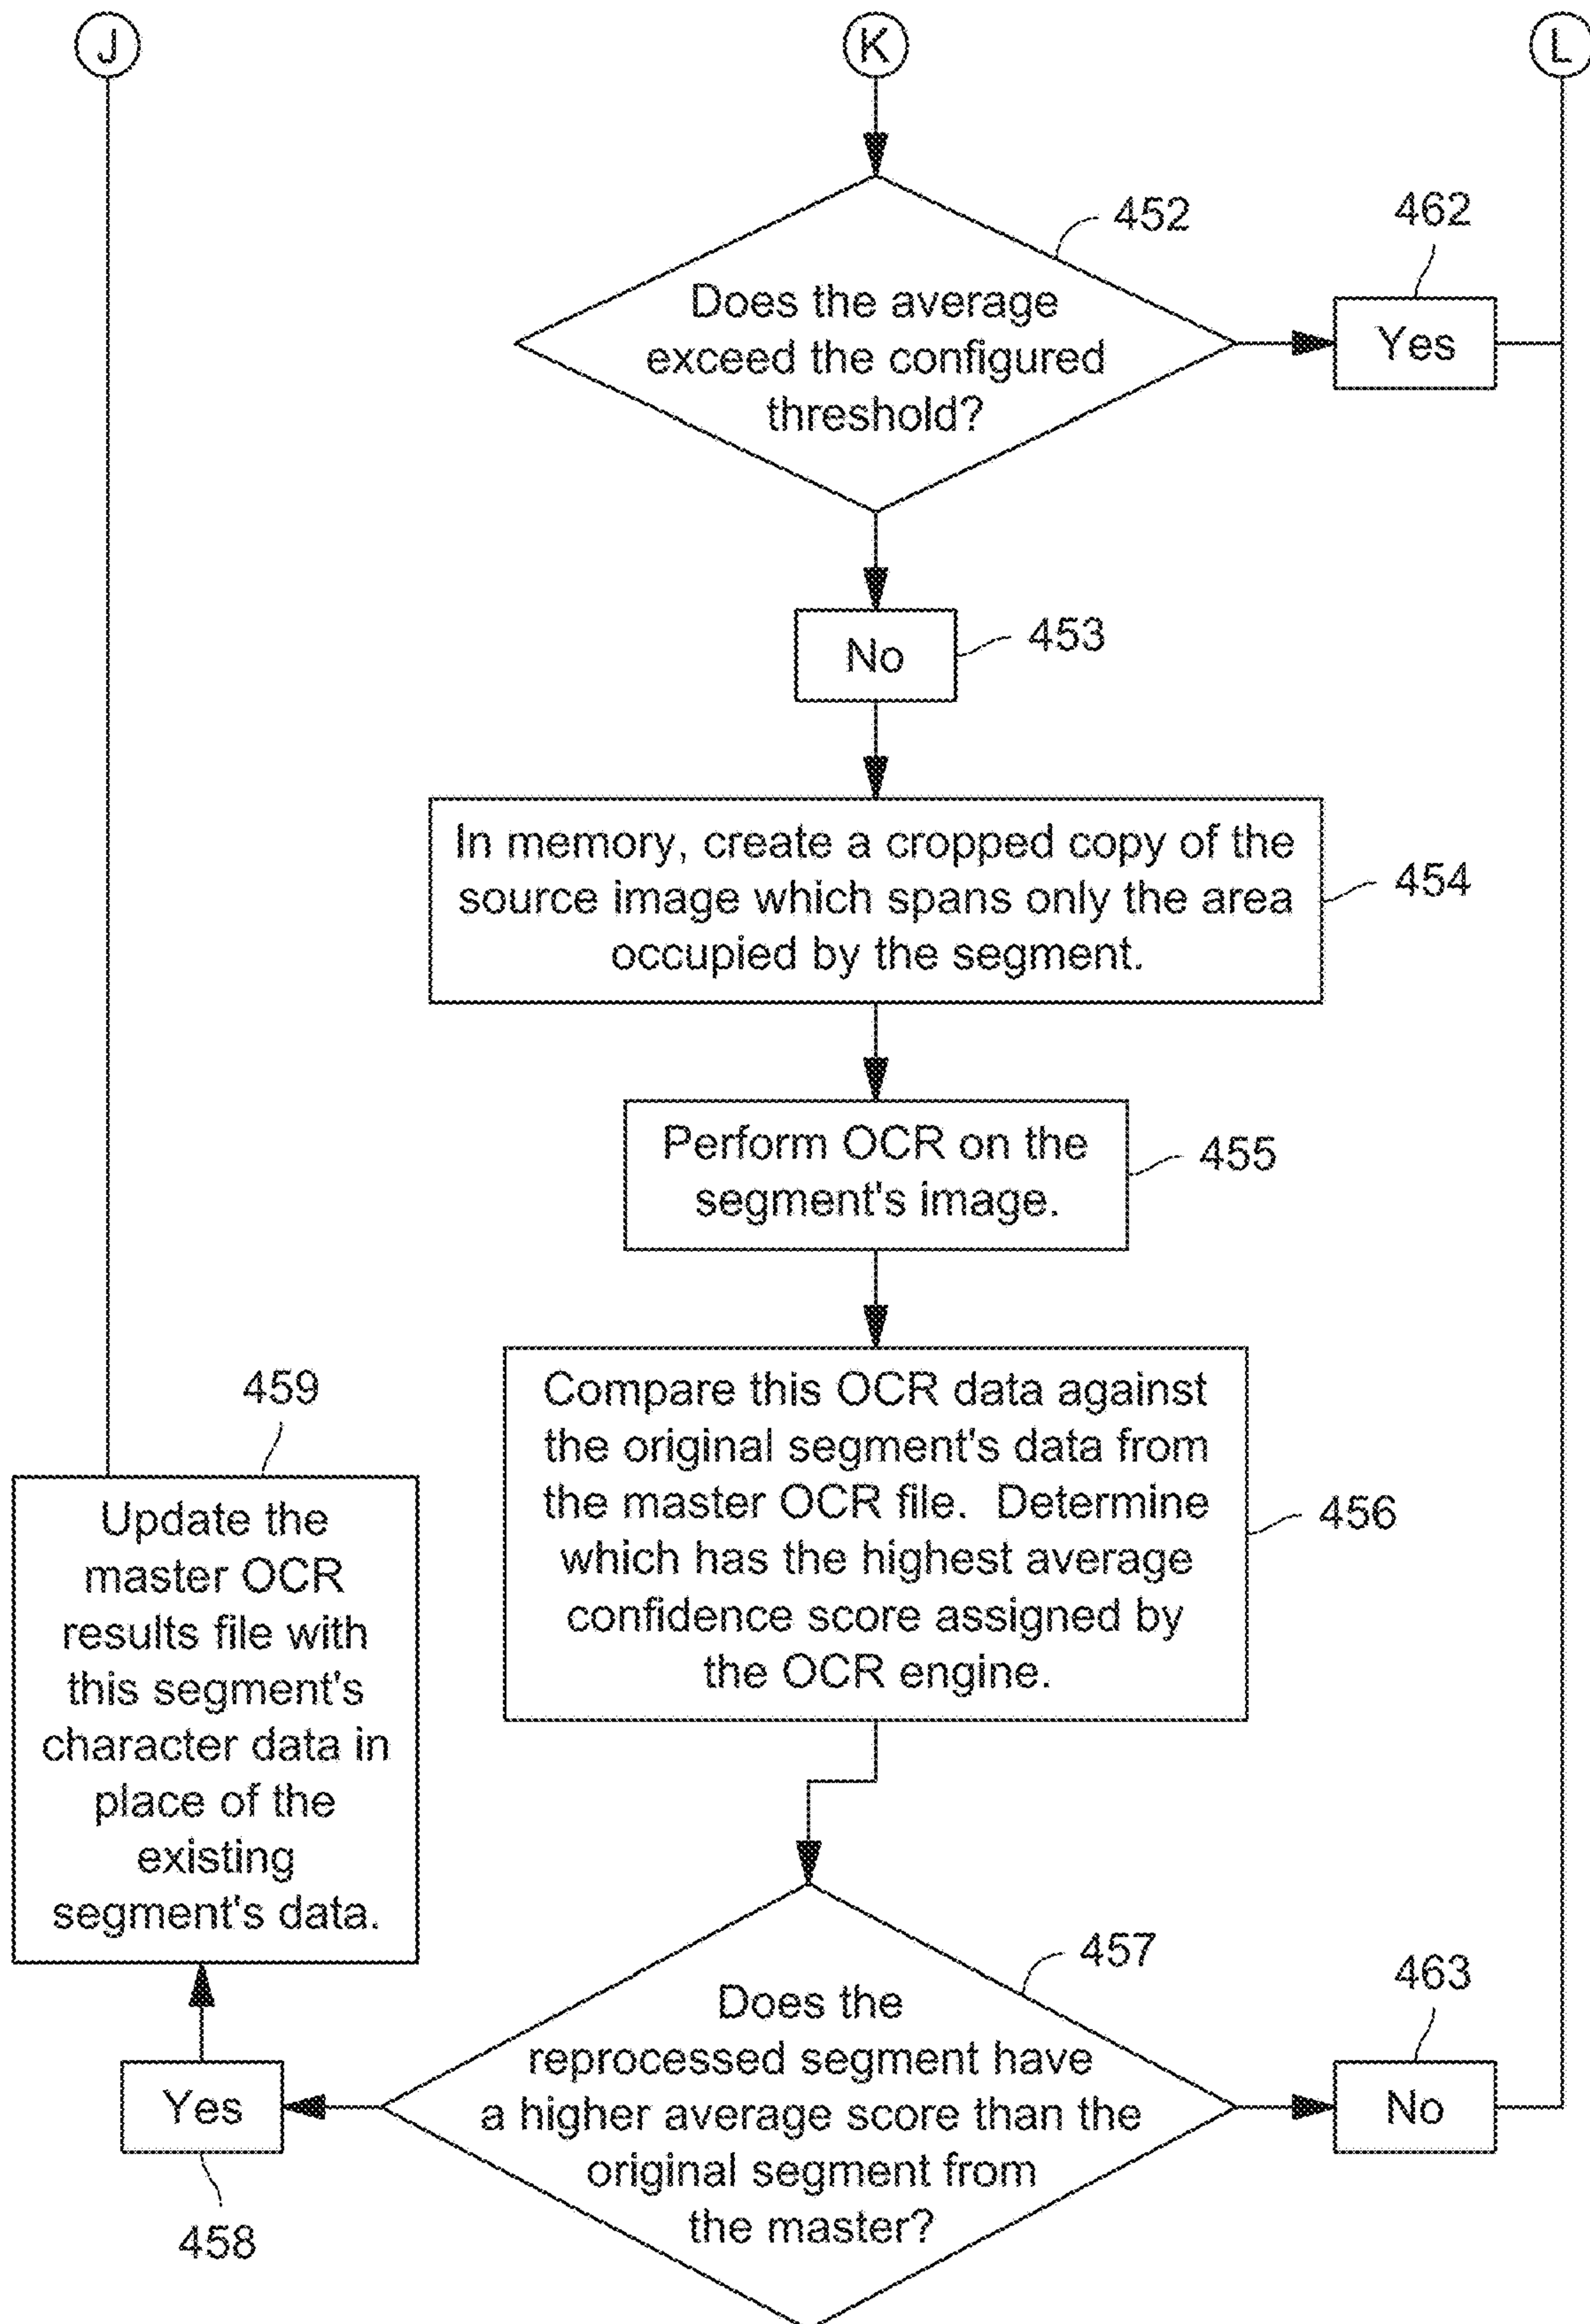 J
K
L
452
462
Does the average
exceed the configured
threshold?
Yes
453
No
In memory, create a cropped copy of the
source image which spans only the area
occupied by the segment.
454
Perform OCR on the
segment's image.
455
Compare this OCR data against
the original segment's data from
the master OCR file.  Determine
which has the highest average
confidence score assigned by
the OCR engine.
456
459
Update the
master OCR
results file with
this segment's
character data in
place of the
existing
segment's data.
457
463
Does the
reprocessed segment have
a higher average score than the
original segment from
the master?
Yes
No
458